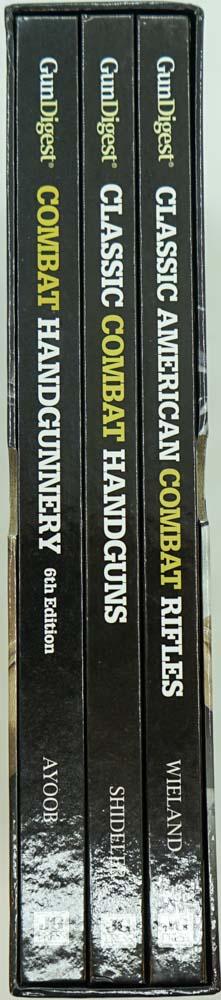 GunDigest® COMBAT HANDGUNNERY 6th Edition AYOOB
GunDigest® CLASSIC COMBAT HANDGUNS
GunDigest® CLASSIC AMERICAN COMBAT RIFLES WIELAND